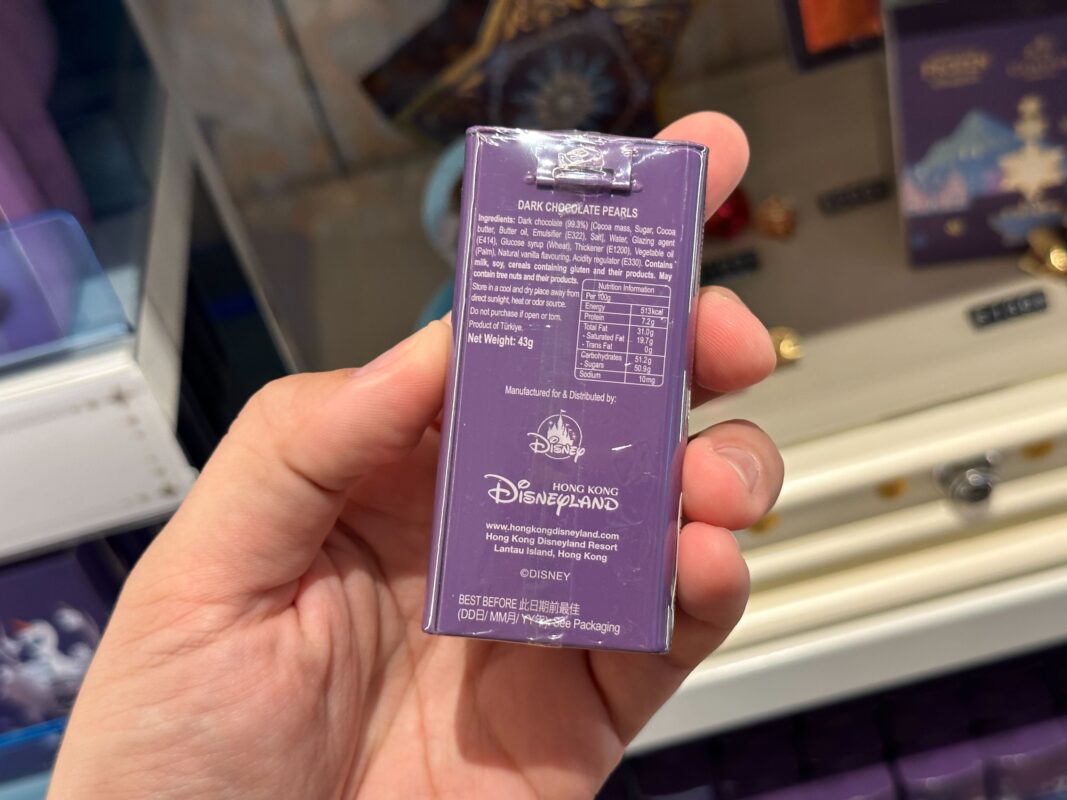 DARK CHOCOLATE PEARLS
Ingredients: Dark chocolate (99.3%) [Cocoa mass, Sugar, Cocoa
butter, Butter oil, Emulsifier (E322), Salt], Water, Glazing agent
(E414), Glucose syrup (Wheat), Thickener (E1200), Vegetable oil
(Palm), Natural vanilla flavouring, Acidity regulator (E330). Contains
milk, soy, cereals containing gluten and their products. May
contain tree nuts and their products.
Store in a cool and dry place away from
direct sunlight, heat or odor source.
Do not purchase if open or torn.
Product of Türkiye.
Net Weight: 43g
Nutrition Information
Per 100g
Energy 513kcal
Protein 7.2g
Total Fat 31.0g
- Saturated Fat 19.7g
- Trans Fat 0g
Carbohydrates 51.2g
- Sugars 50.9g
Sodium 10mg
Manufactured for & Distributed by:
DISNEY
HONG KONG
DISNEYLAND
www.hongkongdisneyland.com
Hong Kong Disneyland Resort
Lantau Island, Hong Kong
©DISNEY
BEST BEFORE 此日期前最佳
(DD日/ MM月/ YY年): See Packaging